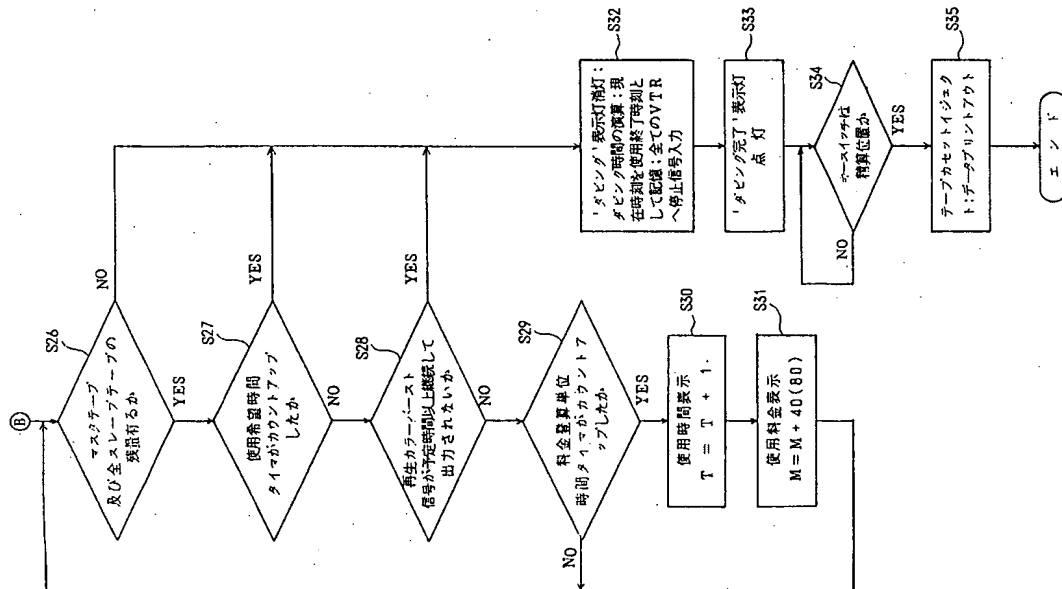 Ⓑ
S26
マスタテープ
及び全スレーブテープの
残量有るか
NO
YES
S27
使用希望時間
タイマがカウントアップ
したか
YES
NO
S28
再生カラーバースト
信号が予定時間以上継続して
出力されないか
YES
NO
S29
料金登算単位
時間タイマがカウントア
ップしたか
NO
YES
S30
使用時間表示
T = T + 1.
S31
使用料金表示
M = M + 40(80)
S32
'ダビング'表示灯消灯:
ダビング時間の演算:現
在時刻を使用終了時刻と
して記憶:全てのVTR
へ停止信号入力
S33
'ダビング完了'表示灯
点 灯
S34
キースイッチは
精算位置か
NO
YES
S35
テープカセットイジェク
ト:データプリントアウト
エ ン ド